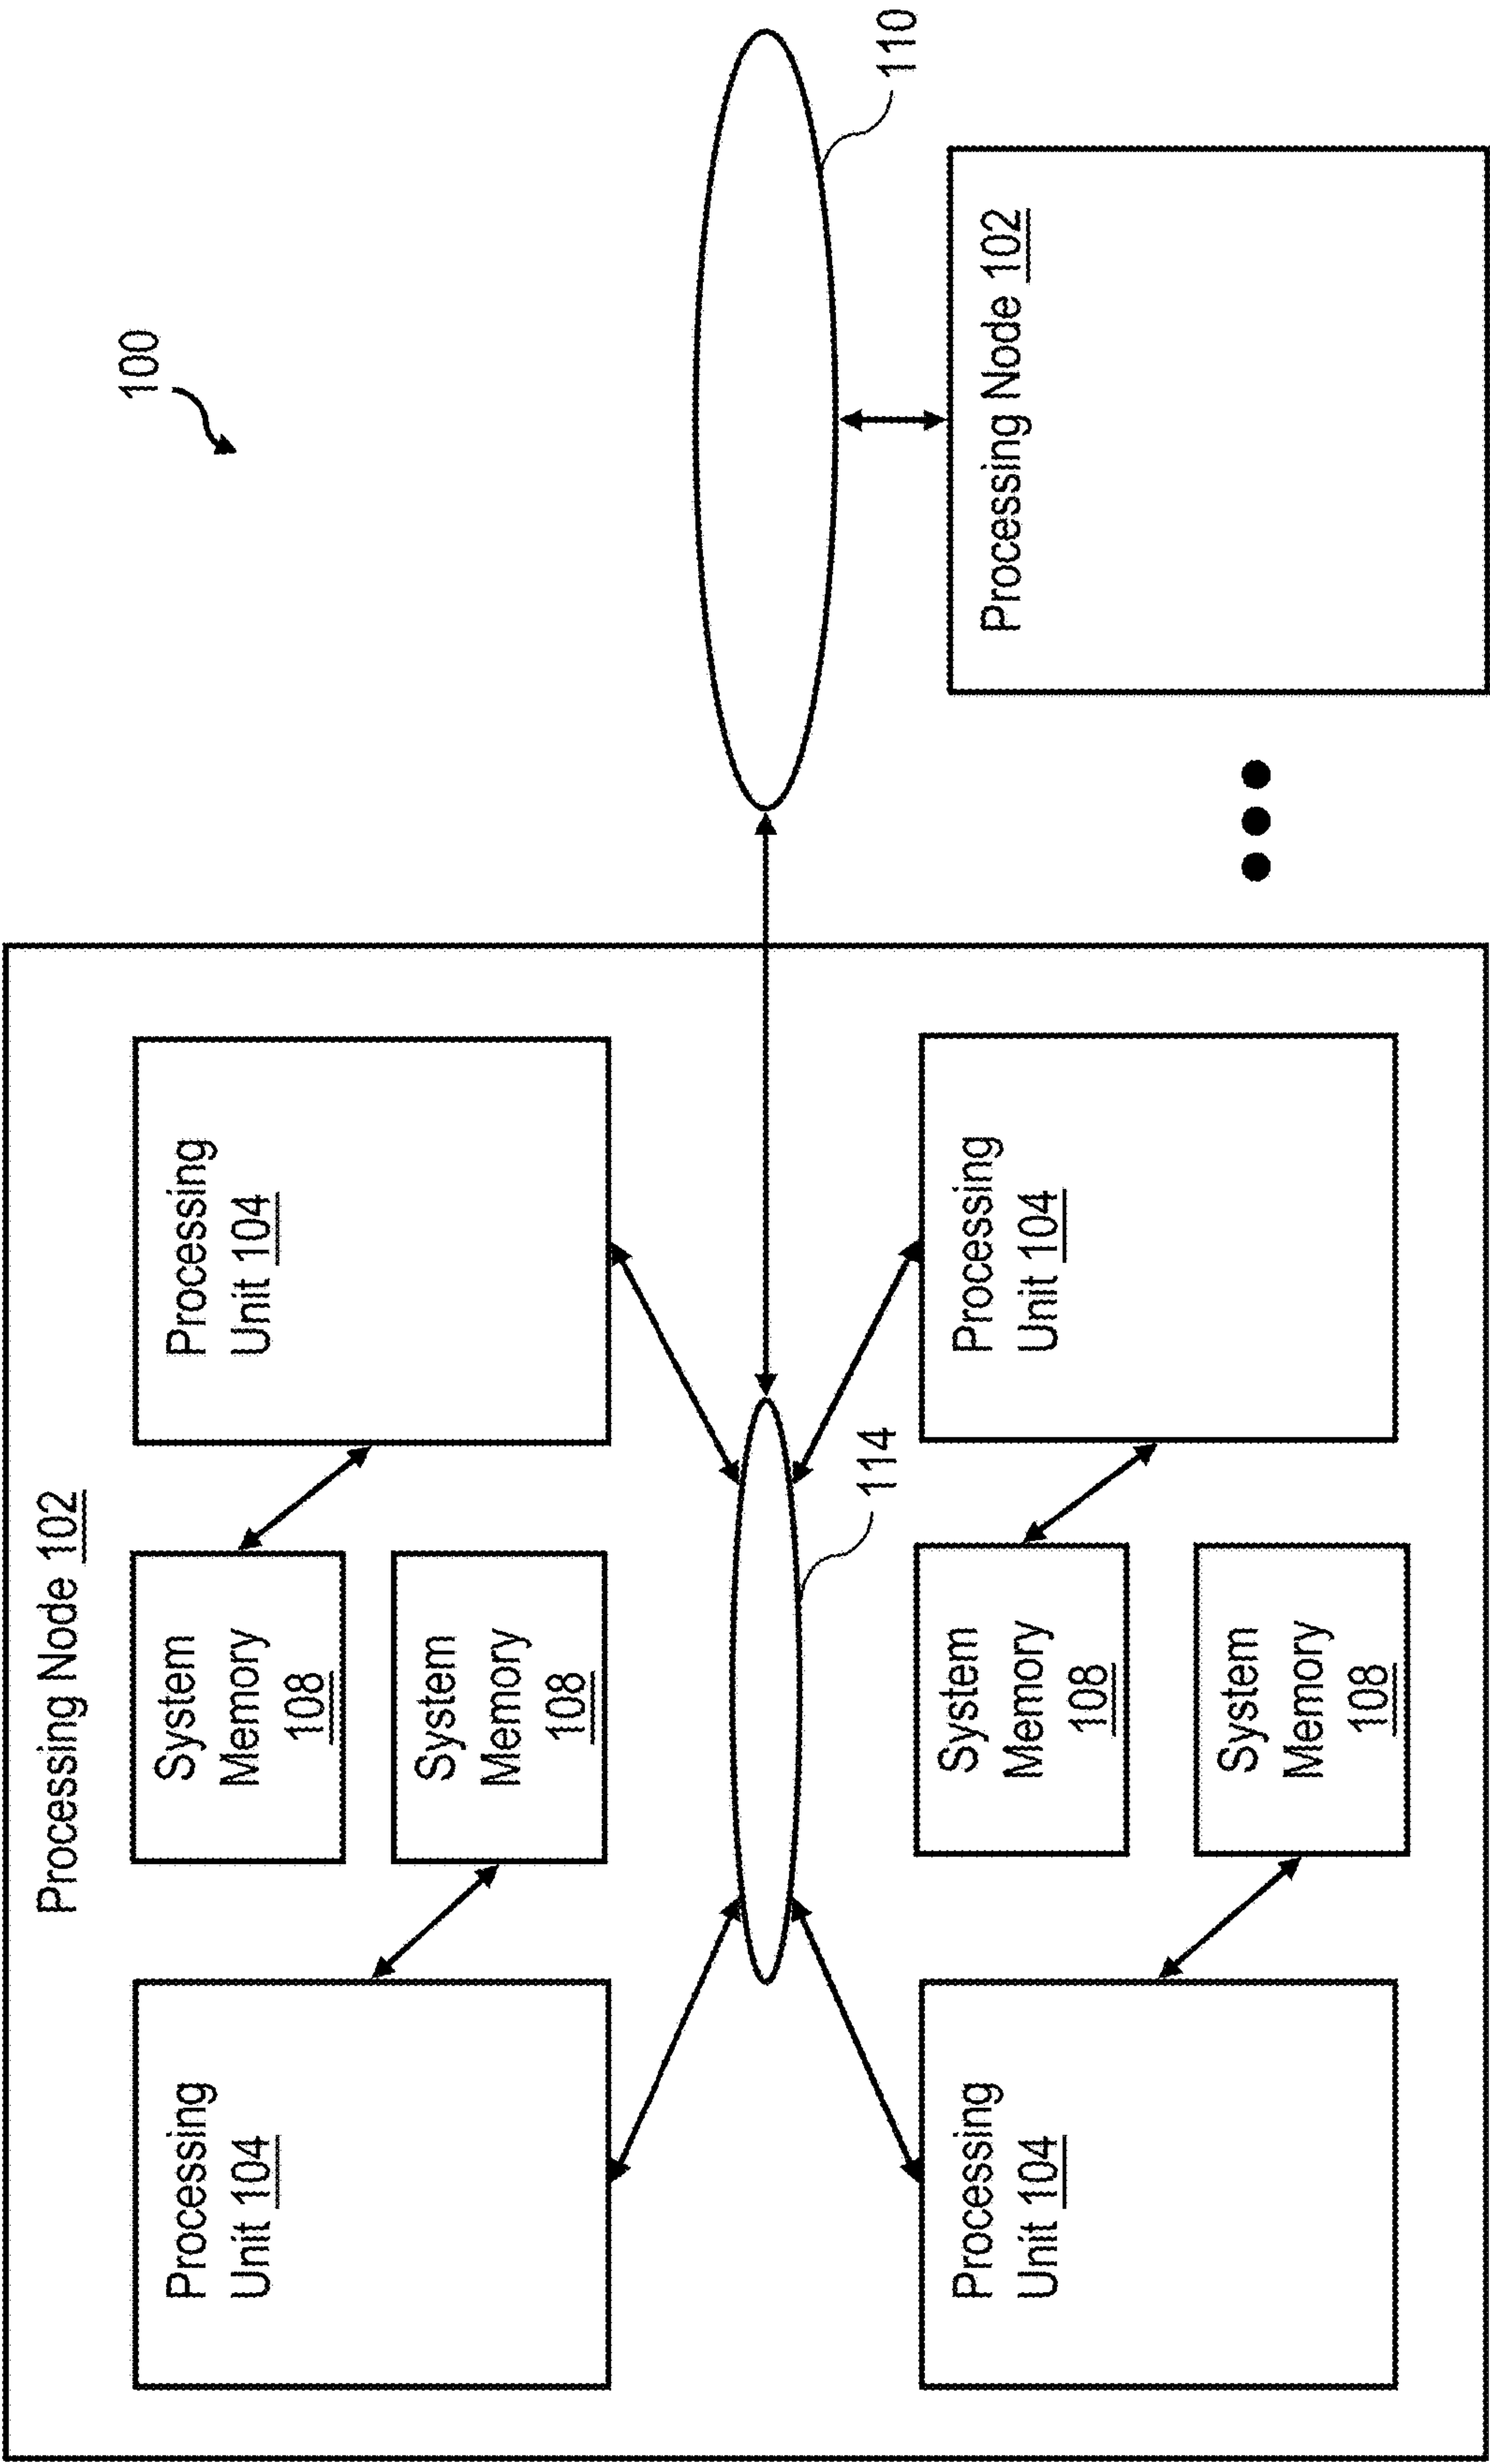 Processing Node 102
100
Processing
Unit 104
System
Memory
108
Processing
Unit 104
System
Memory
108
114
110
Processing
Unit 104
System
Memory
108
Processing
Unit 104
System
Memory
108
Processing Node 102